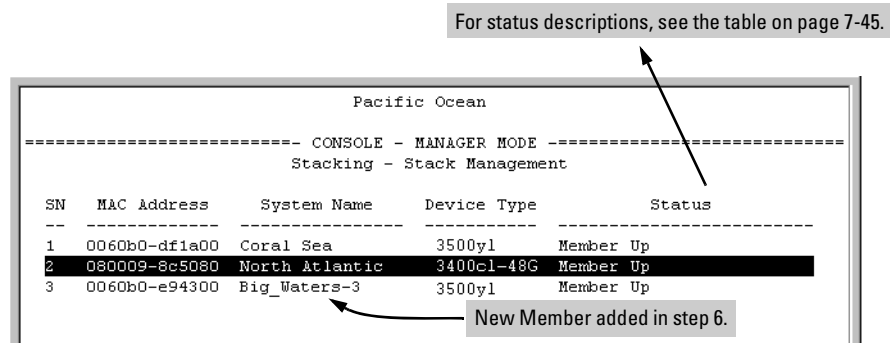 For status descriptions, see the table on page 7-45.
Pacific Ocean
==========================- CONSOLE - MANAGER MODE -============================
Stacking - Stack Management
SN MAC Address System Name Device Type Status
-- ------------- ---------------- ----------- -------------------------
1 0060b0-df1a00 Coral Sea 3500yl Member Up
2 080009-8c5080 North Atlantic 3400cl-48G Member Up
3 0060b0-e94300 Big_Waters-3 3500yl Member Up
New Member added in step 6.